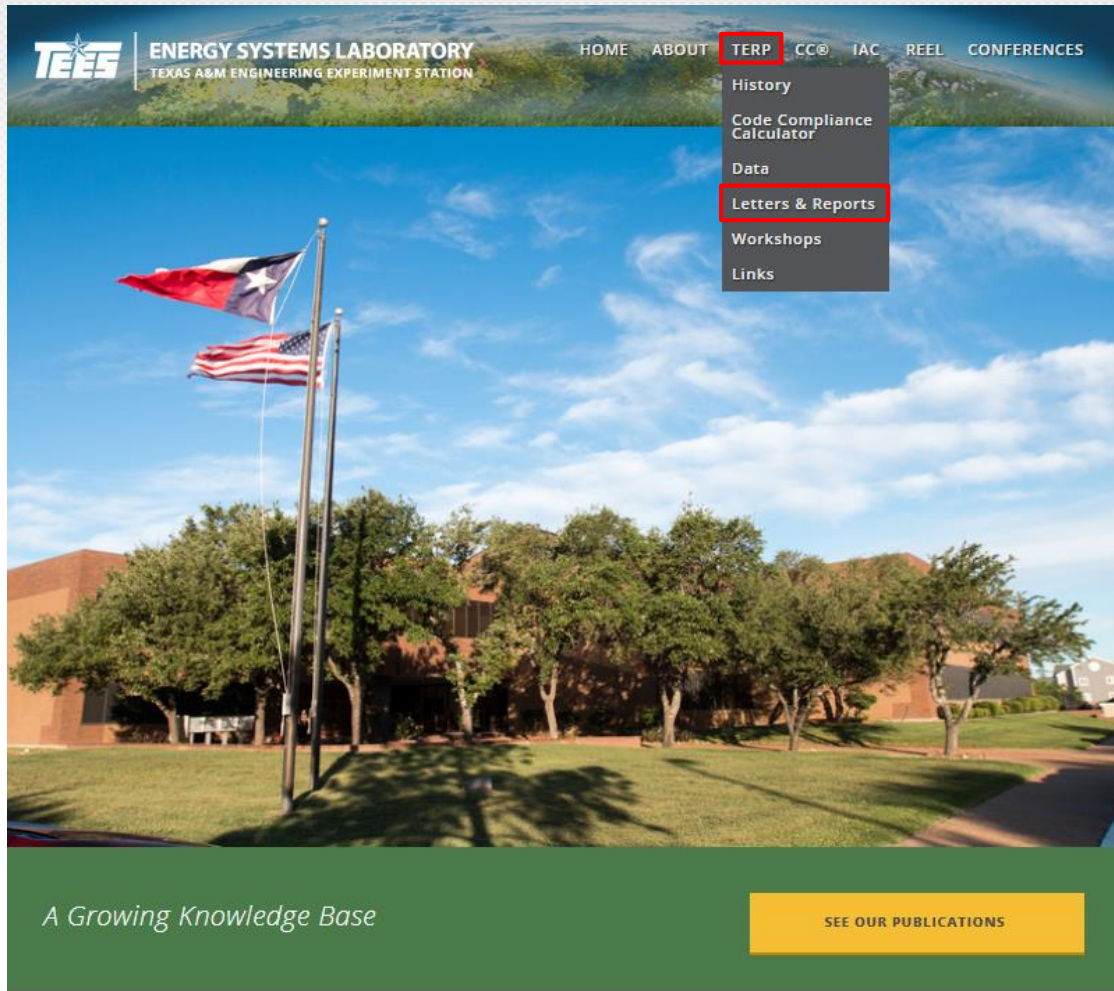 TEES
ENERGY SYSTEMS LABORATORY
TEXAS A&M ENGINEERING EXPERIMENT STATION
HOME ABOUT TERP CC® IAC REEL CONFERENCES
History
Code Compliance
Calculator
Data
Letters & Reports
Workshops
Links
A Growing Knowledge Base
SEE OUR PUBLICATIONS